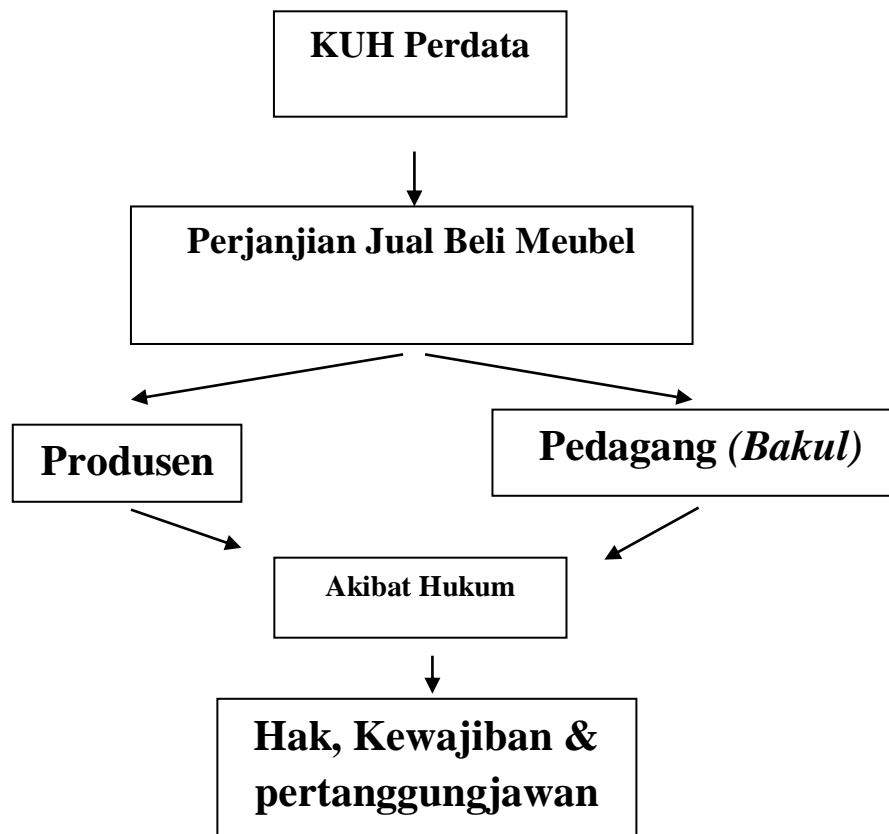 KUH Perdata
Perjanjian Jual Beli Meubel
Produsen
Pedagang (Bakul)
Akibat Hukum
Hak, Kewajiban &
pertanggungjawan